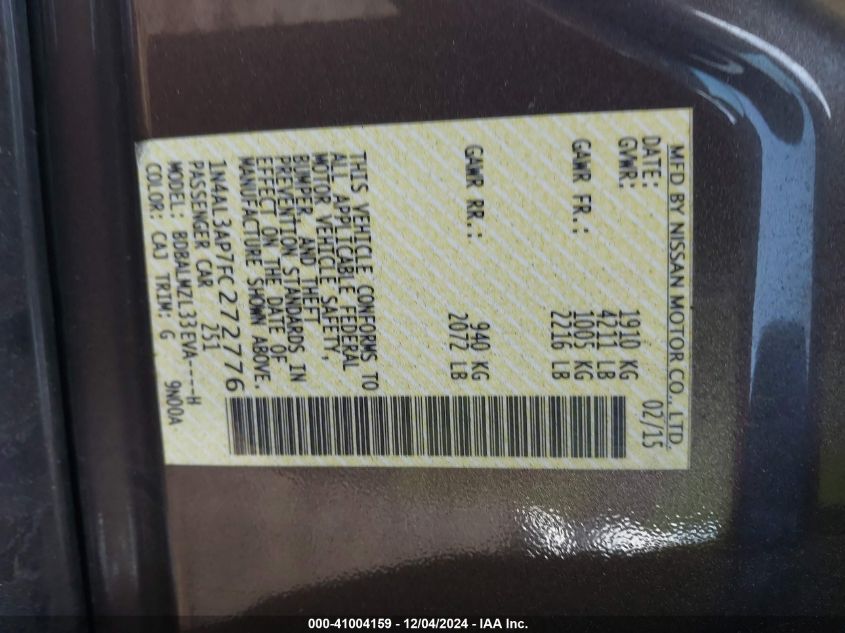 MFD BY NISSAN MOTOR CO., LTD.
DATE: 02/15
GVWR: 1910 KG
4211 LB
GAWR FR.: 1005 KG
2216 LB
GAWR RR.: 940 KG
2072 LB
THIS VEHICLE CONFORMS TO
ALL APPLICABLE FEDERAL
MOTOR VEHICLE SAFETY,
BUMPER AND THEFT
PREVENTION STANDARDS IN
EFFECT ON THE DATE OF
MANUFACTURE SHOWN ABOVE.
1N4AL3AP7FC272776
PASSENGER CAR 251
MODEL: BDBALWZL33EVA----H
COLOR: CAJ TRIM: G 9N00A
000-41004159 - 12/04/2024 - IAA Inc.